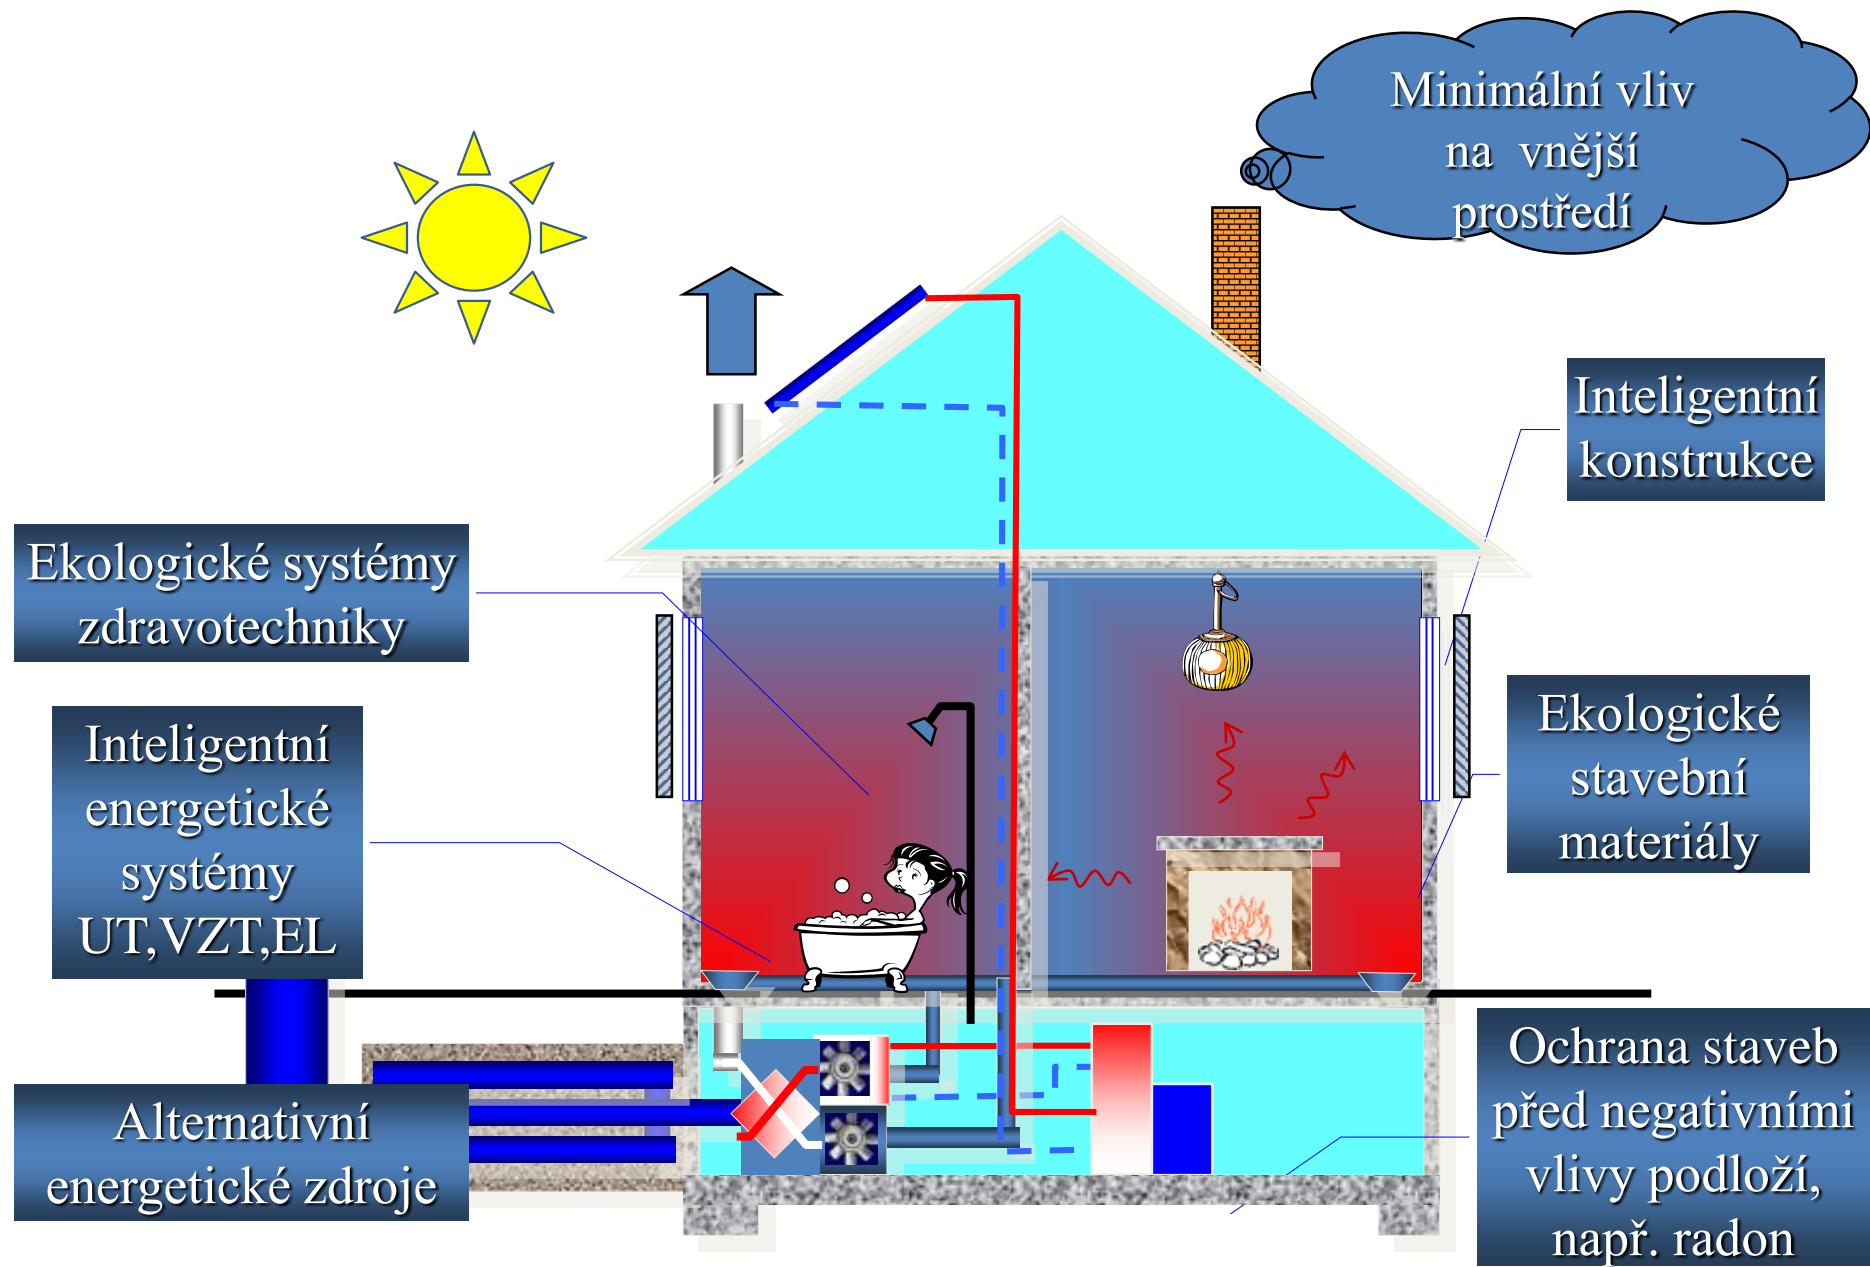 Minimální vliv
na vnější
prostředí
Inteligentní
konstrukce
Ekologické systémy
zdravotechniky
Ekologické
stavební
materiály
Inteligentní
energetické
systémy
UT,VZT,EL
Ochrana staveb
před negativními
vlivy podloží,
např. radon
Alternativní
energetické zdroje